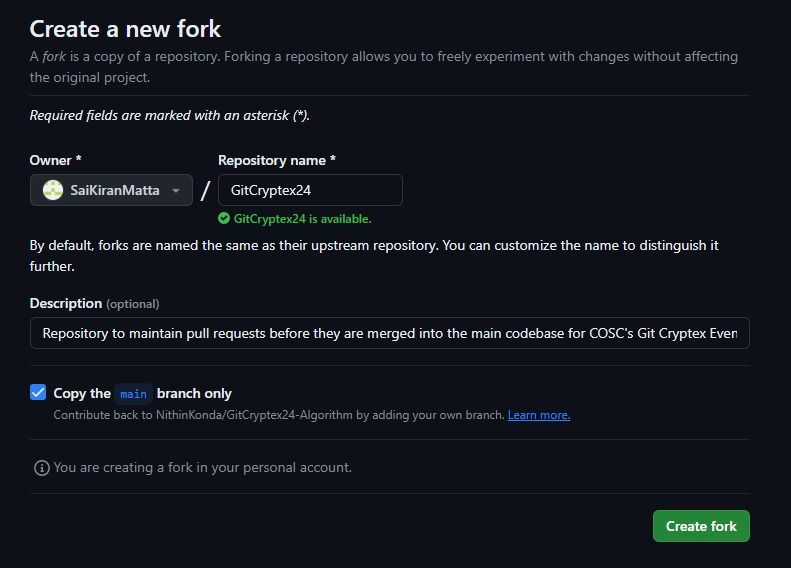 Create a new fork
A fork is a copy of a repository. Forking a repository allows you to freely experiment with changes without affecting
the original project.
Required fields are marked with an asterisk (*).
Owner *
Repository name *
SaiKiranMatta
/
GitCryptex24
GitCryptex24 is available.
By default, forks are named the same as their upstream repository. You can customize the name to distinguish it
further.
Description (optional)
Repository to maintain pull requests before they are merged into the main codebase for COSC's Git Cryptex Even
Copy the main branch only
Contribute back to NithinKonda/GitCryptex24-Algorithm by adding your own branch. Learn more.
You are creating a fork in your personal account.
Create fork